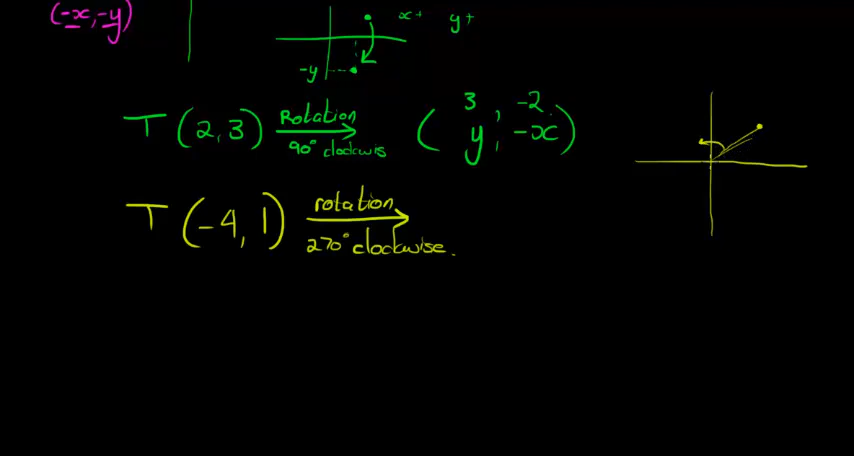 (-x, -y)
x+ y+
-y
3 -2
T (2, 3) Rotation 90° clockwis (y, -x)
T (-4, 1) rotation 270° clockwise.